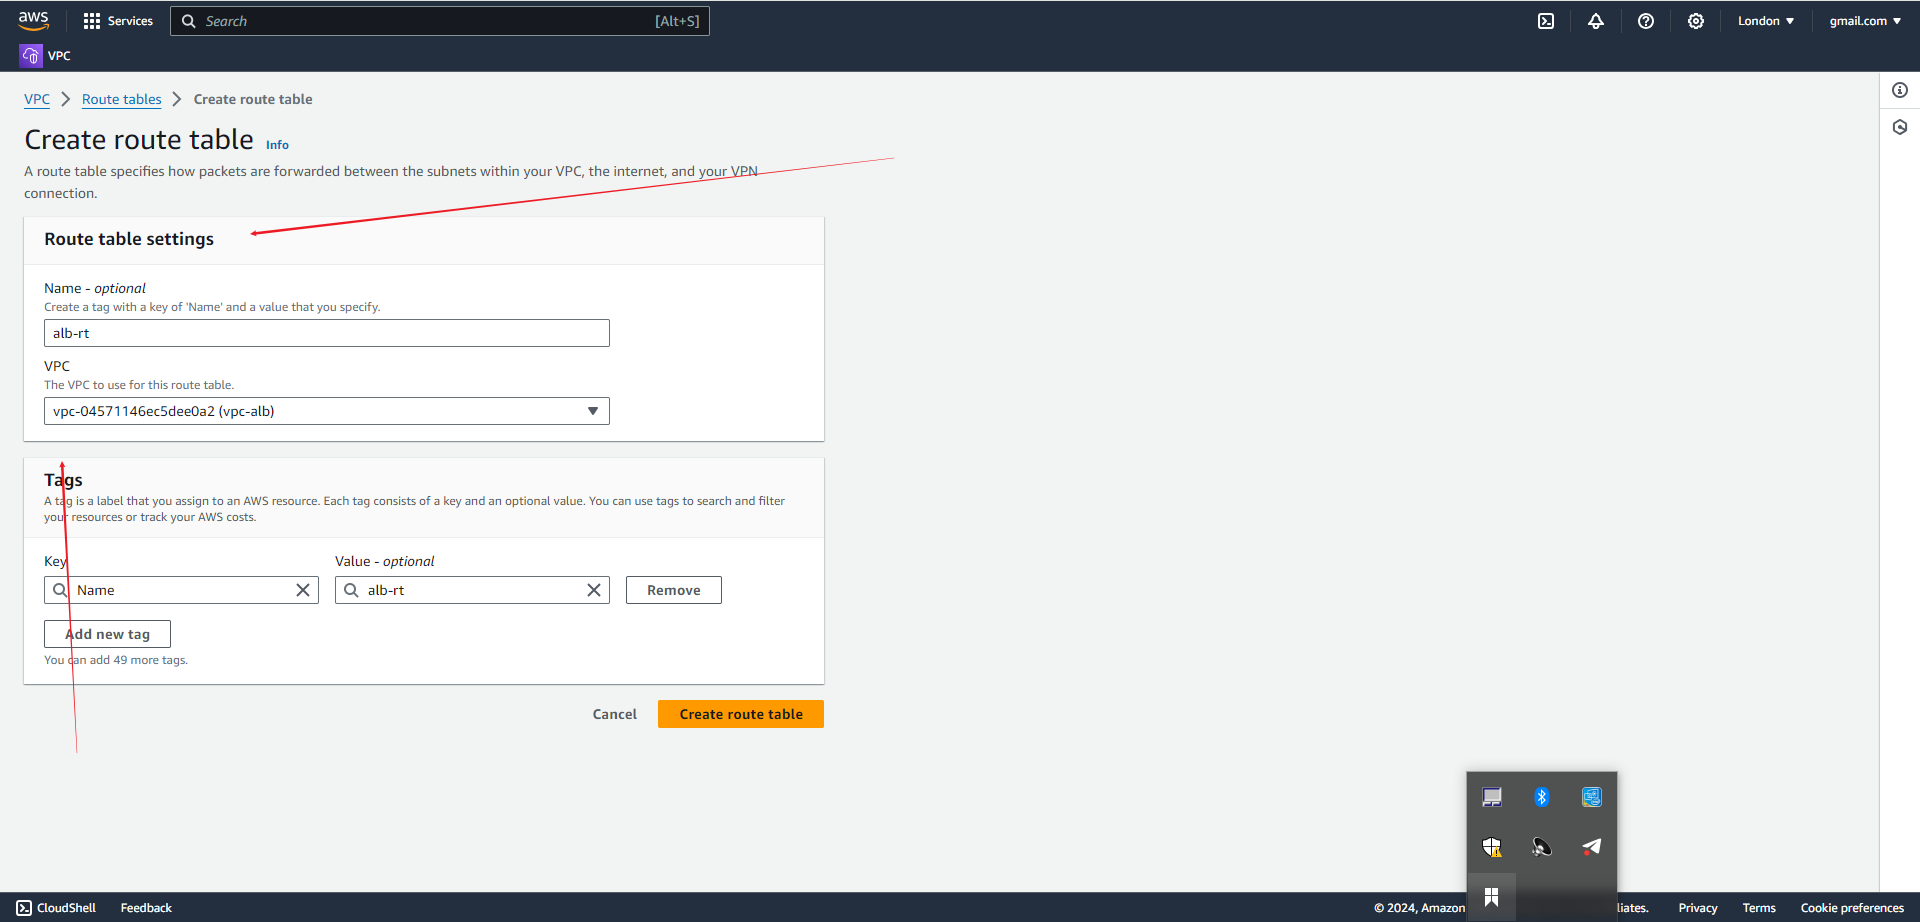 aws
Services
Search
[Alt+S]
London
gmail.com
VPC
VPC
Route tables
Create route table
Create route table
Info
A route table specifies how packets are forwarded between the subnets within your VPC, the internet, and your VPN
connection.
Route table settings
Name - optional
Create a tag with a key of 'Name' and a value that you specify.
alb-rt
VPC
The VPC to use for this route table.
vpc-04571146ec5dee0a2 (vpc-alb)
Tags
A tag is a label that you assign to an AWS resource. Each tag consists of a key and an optional value. You can use tags to search and filter
your resources or track your AWS costs.
Key
Value - optional
Name
alb-rt
Remove
Add new tag
You can add 49 more tags.
Cancel
Create route table
CloudShell
Feedback
© 2024, Amazon
liates.
Privacy
Terms
Cookie preferences